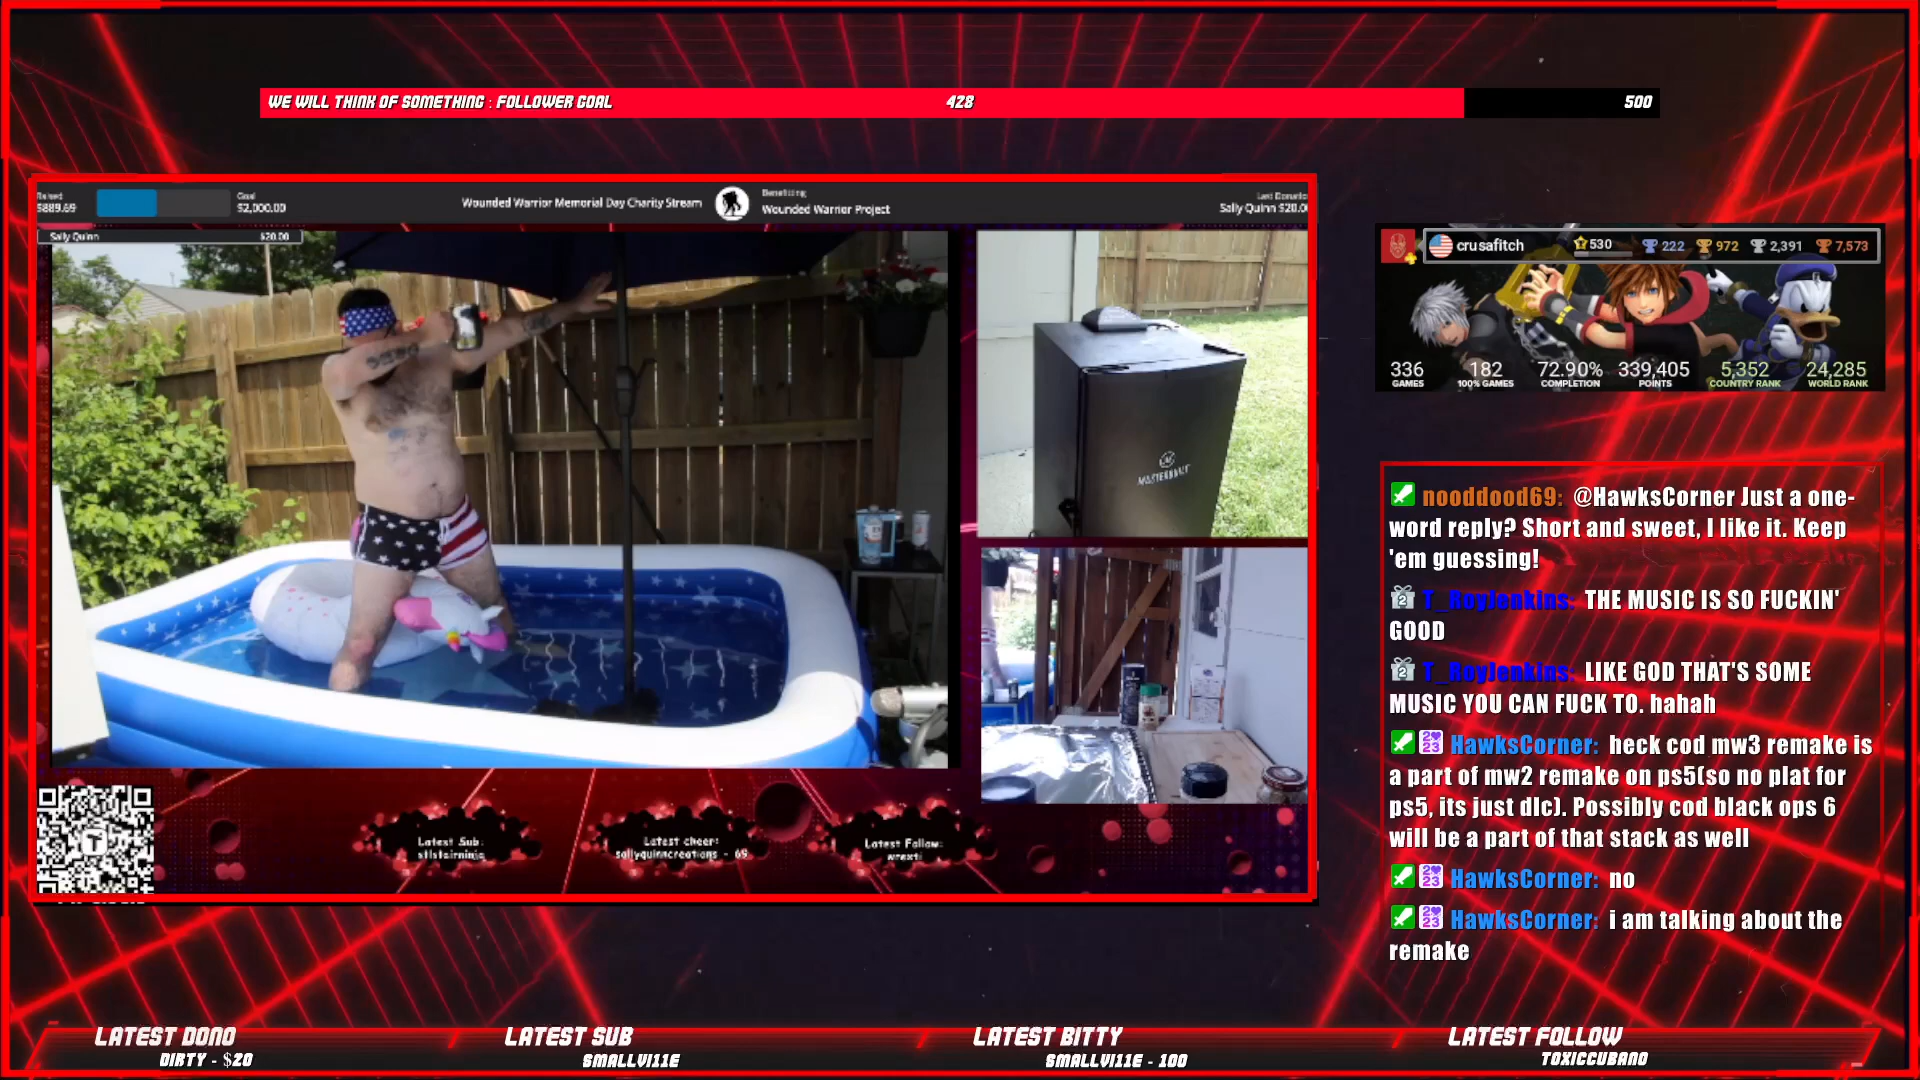 WE WILL THINK OF SOMETHING : FOLLOWER GOAL 428 500
Raised Goal
$889.69 $2,000.00
Wounded Warrior Memorial Day Charity Stream
Benefiting
Wounded Warrior Project
Last Donatio
Sally Quinn $20.0
Sally Quinn $20.00
MASTERBUILT
Latest Sub:
Latest cheer:
sallyquinncreations - 69
Latest Follow:
crusafitch 530 222 972 2,391 7,573
336 182 72.90% 339,405 5,352 24,285
GAMES 100% GAMES COMPLETION POINTS COUNTRY RANK WORLD RANK
nooddood69: @HawksCorner Just a one-
word reply? Short and sweet, I like it. Keep
'em guessing!
T_RoyJenkins: THE MUSIC IS SO FUCKIN'
GOOD
T_RoyJenkins: LIKE GOD THAT'S SOME
MUSIC YOU CAN FUCK TO. hahah
HawksCorner: heck cod mw3 remake is
a part of mw2 remake on ps5(so no plat for
ps5, its just dlc). Possibly cod black ops 6
will be a part of that stack as well
HawksCorner: no
HawksCorner: i am talking about the
remake
LATEST DONO
DIRTY - $20
LATEST SUB
SMALLVI11E
LATEST BITTY
SMALLVI11E - 100
LATEST FOLLOW
TOXICCUBANO